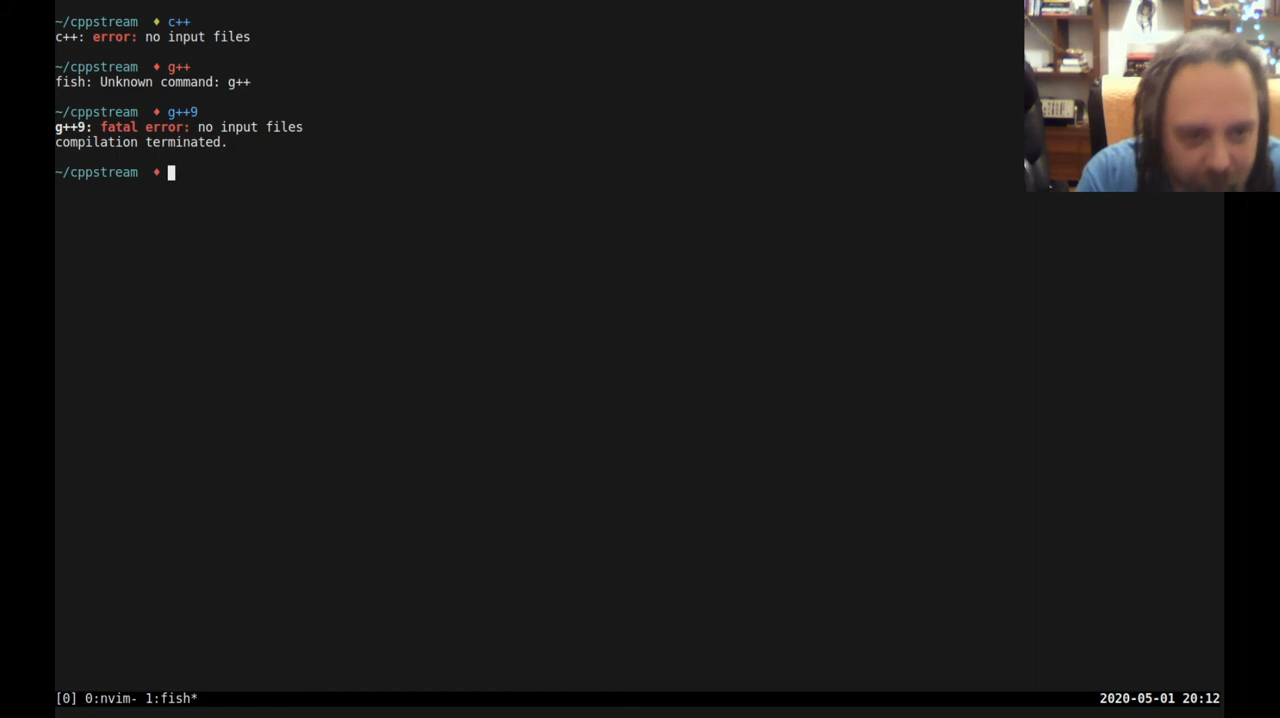 ~/cppstream ♦ c++
c++: error: no input files
~/cppstream ♦ g++
fish: Unknown command: g++
~/cppstream ♦ g++9
g++9: fatal error: no input files
compilation terminated.
~/cppstream ♦
[0] 0:nvim- 1:fish* 2020-05-01 20:12